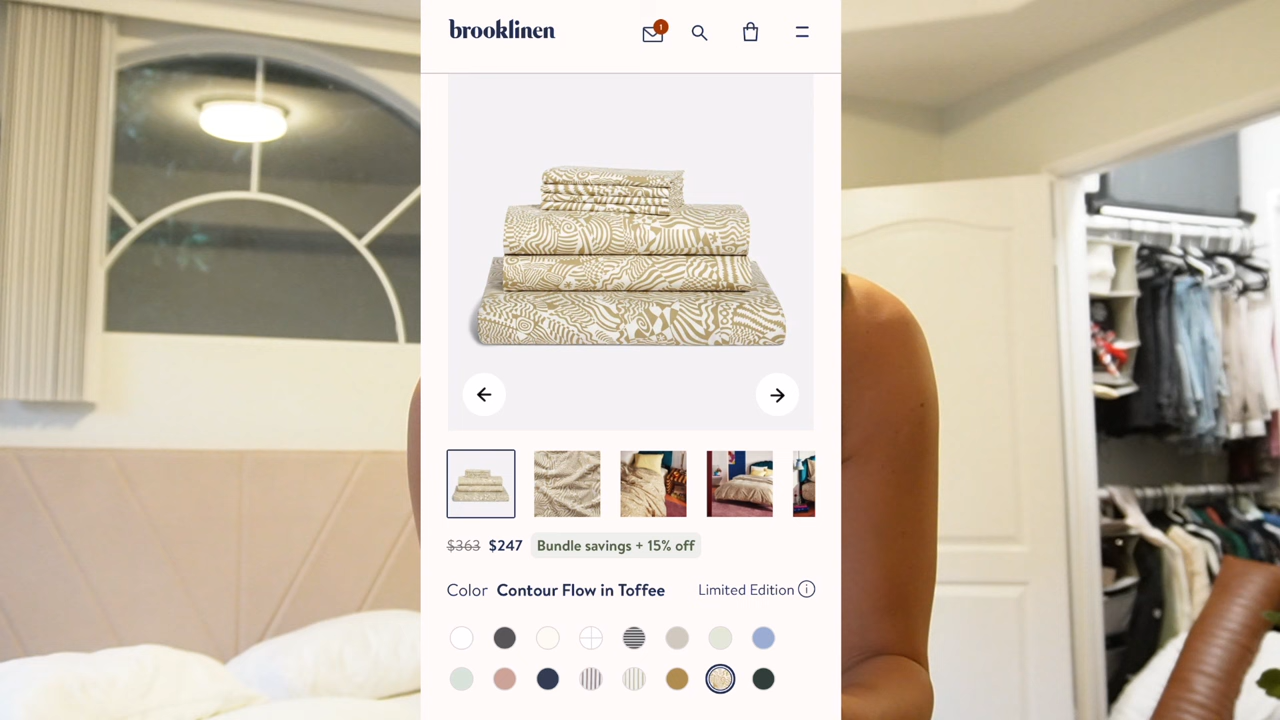 brooklinen
1
$363 $247 Bundle savings + 15% off
Color Contour Flow in Toffee Limited Edition